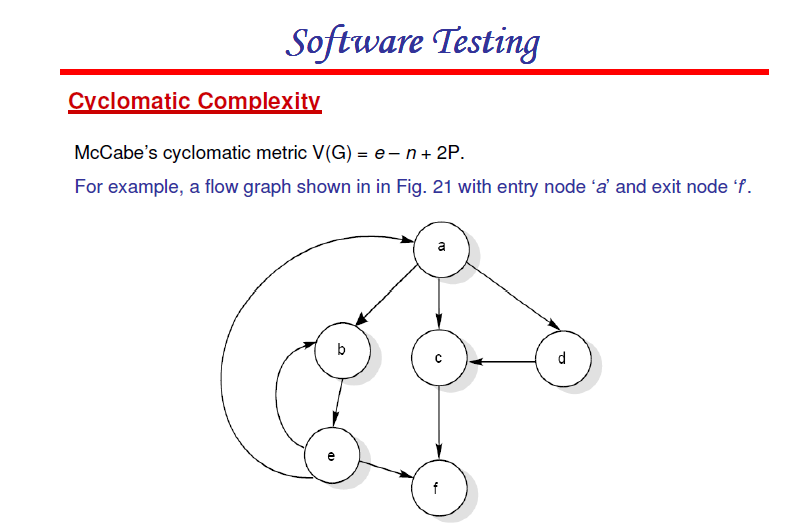 Software Testing
Cyclomatic Complexity
McCabe's cyclomatic metric V(G) = e – n + 2P.
For example, a flow graph shown in in Fig. 21 with entry node ‘a’ and exit node ‘f’.
a
b
c
d
e
f